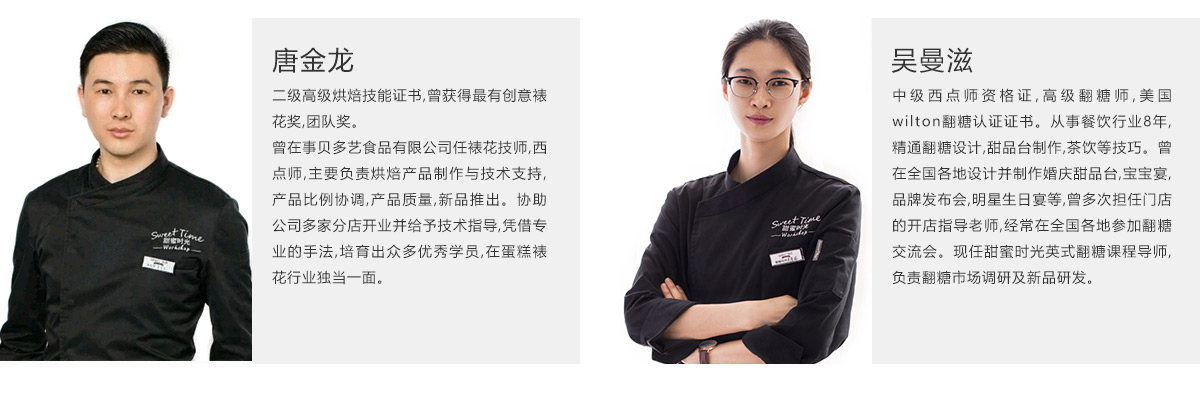 唐金龙
二级高级烘焙技能证书,曾获得最有创意裱
花奖,团队奖。
曾在事贝多艺食品有限公司任裱花技师,西
点师,主要负责烘焙产品制作与技术支持,
产品比例协调,产品质量,新品推出。协助
公司多家分店开业并给予技术指导,凭借专
业的手法,培育出众多优秀学员,在蛋糕裱
花行业独当一面。
Sweet Time
甜蜜时光
Workshop
吴曼滋
中级西点师资格证,高级翻糖师,美国
wilton翻糖认证证书。从事餐饮行业8年,
精通翻糖设计,甜品台制作,茶饮等技巧。曾
在全国各地设计并制作婚庆甜品台,宝宝宴,
品牌发布会,明星生日宴等,曾多次担任门店
的开店指导老师,经常在全国各地参加翻糖
交流会。现任甜蜜时光英式翻糖课程导师,
负责翻糖市场调研及新品研发。
Sweet Time
甜蜜时光
Workshop